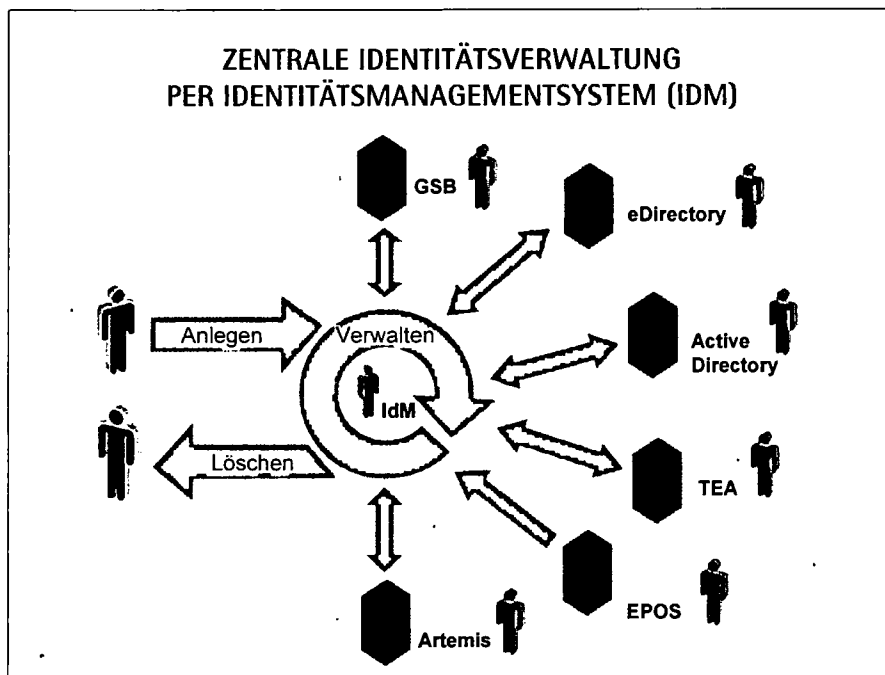 ZENTRALE IDENTITÄTSVERWALTUNG
PER IDENTITÄTSMANAGEMENTSYSTEM (IDM)
GSB
eDirectory
Anlegen
Verwalten
Active
Directory
IdM
Löschen
TEA
EPOS
Artemis